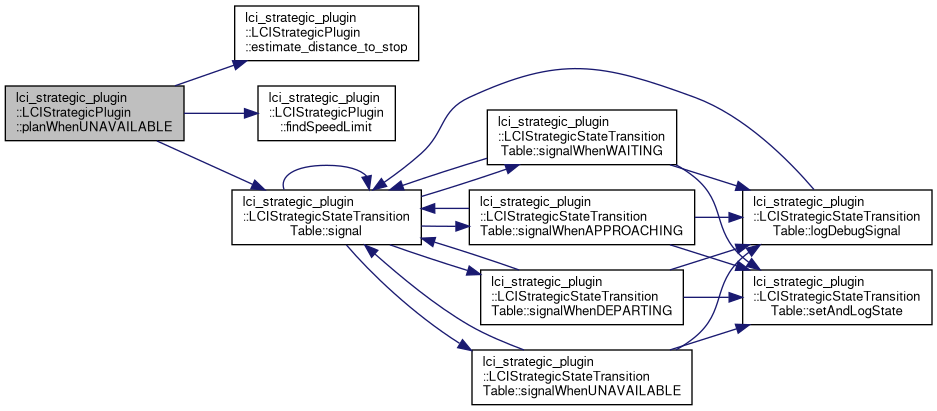 lci_strategic_plugin
::LCIStrategicPlugin
::planWhenUNAVAILABLE
lci_strategic_plugin
::LCIStrategicPlugin
::estimate_distance_to_stop
lci_strategic_plugin
::LCIStrategicPlugin
::findSpeedLimit
lci_strategic_plugin
::LCIStrategicStateTransition
Table::signal
lci_strategic_plugin
::LCIStrategicStateTransition
Table::signalWhenWAITING
lci_strategic_plugin
::LCIStrategicStateTransition
Table::signalWhenAPPROACHING
lci_strategic_plugin
::LCIStrategicStateTransition
Table::signalWhenDEPARTING
lci_strategic_plugin
::LCIStrategicStateTransition
Table::signalWhenUNAVAILABLE
lci_strategic_plugin
::LCIStrategicStateTransition
Table::logDebugSignal
lci_strategic_plugin
::LCIStrategicStateTransition
Table::setAndLogState